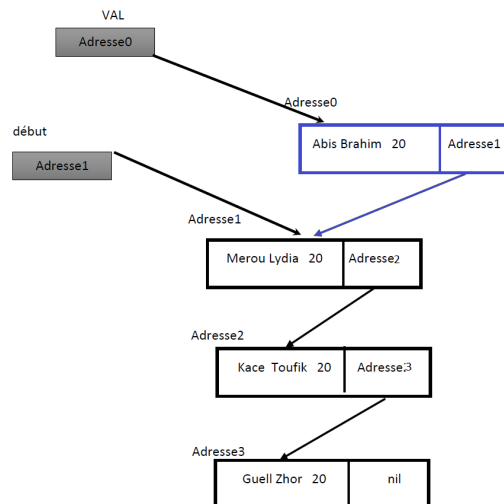 VAL
Adresse0
Adresse0
début
Abis Brahim 20 Adresse1
Adresse1
Adresse1
Merou Lydia 20 Adresse2
Adresse2
Kace Toufik 20 Adresse3
Adresse3
Guell Zhor 20 nil